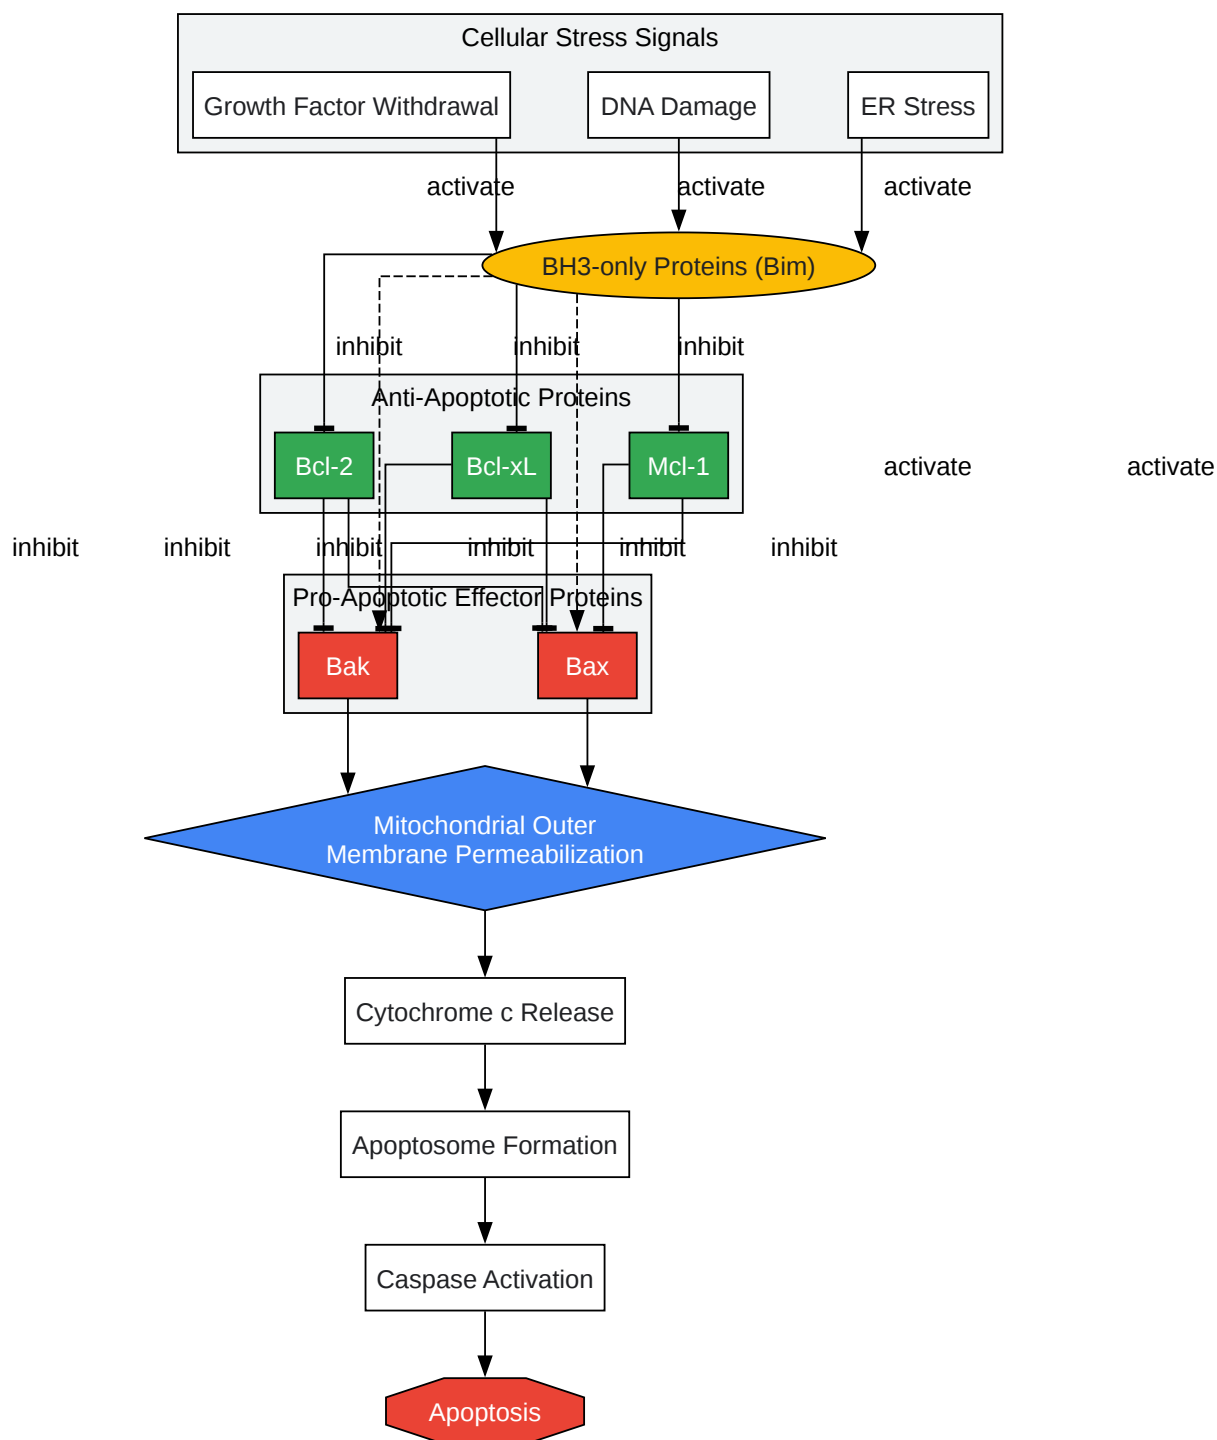 Cellular Stress Signals
Growth Factor Withdrawal
DNA Damage
ER Stress
activate
activate
activate
BH3-only Proteins (Bim)
inhibit
inhibit
inhibit
Anti-Apoptotic Proteins
Bcl-2
Bcl-xL
Mcl-1
activate
activate
inhibit
inhibit
inhibit
inhibit
inhibit
inhibit
Pro-Apoptotic Effector Proteins
Bak
Bax
Mitochondrial Outer
Membrane Permeabilization
Cytochrome c Release
Apoptosome Formation
Caspase Activation
Apoptosis